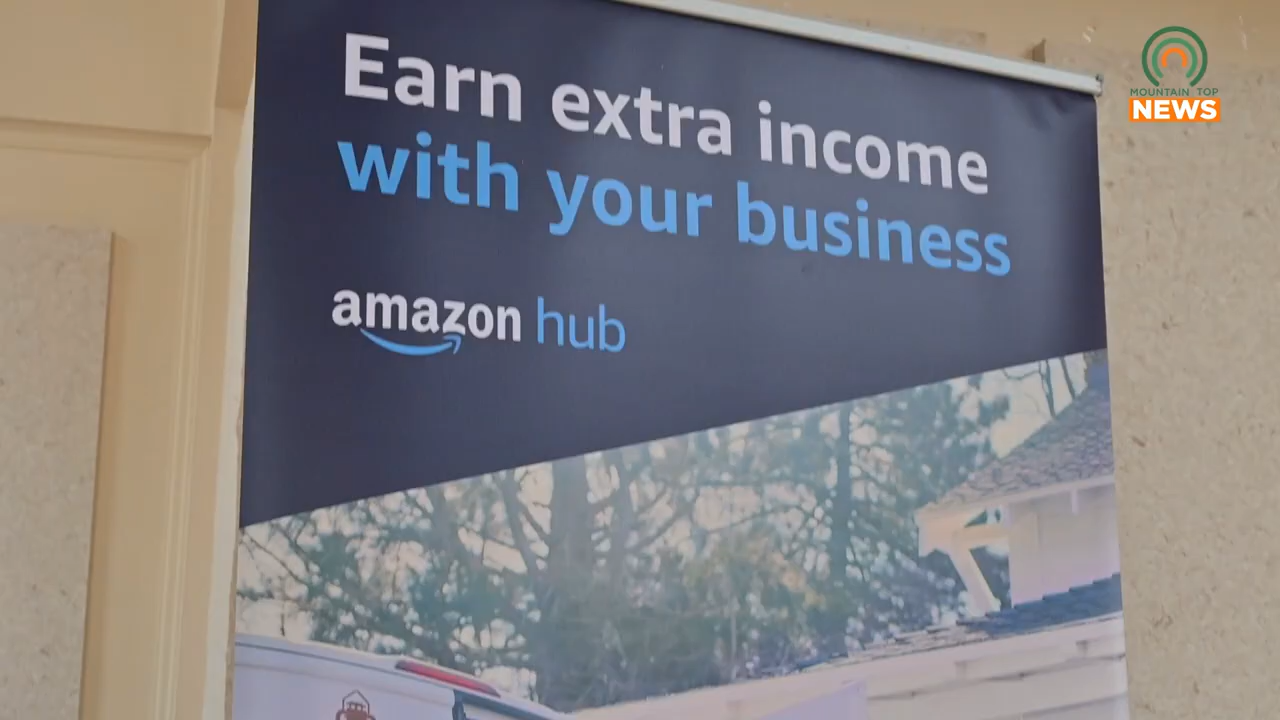 Earn extra income
with your business
amazon hub
MOUNTAIN TOP
NEWS